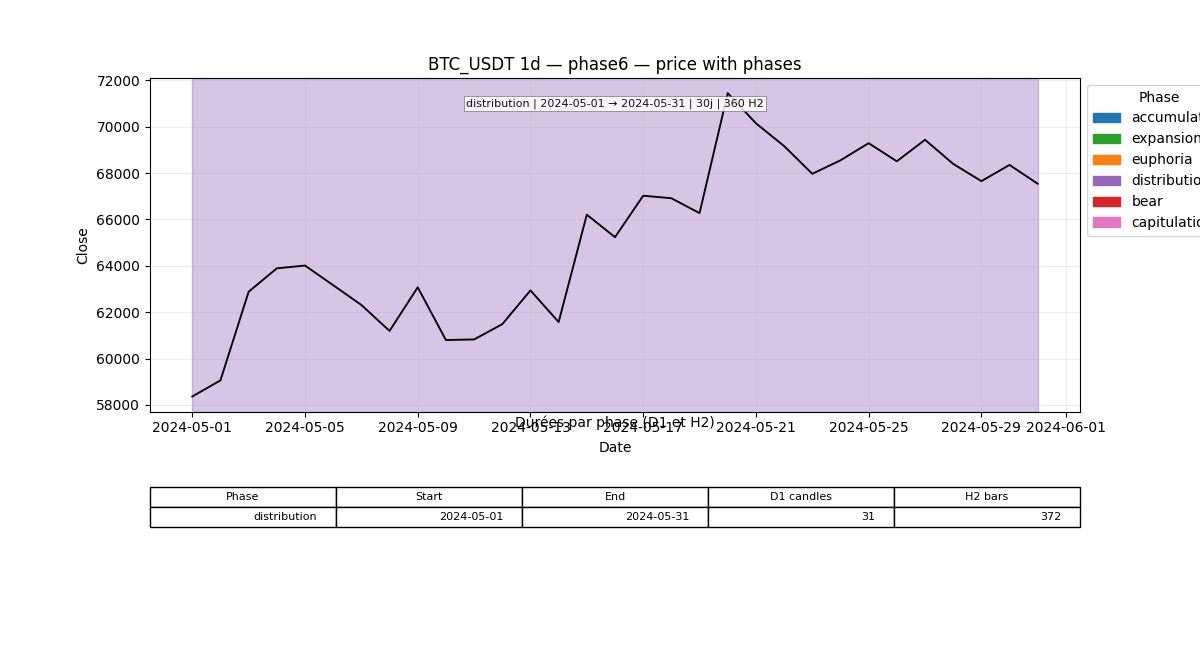 BTC_USDT 1d — phase6 — price with phases
72000
70000
68000
66000
64000
62000
60000
58000
Close
distribution | 2024-05-01 → 2024-05-31 | 30j | 360 H2
Phase
accumulat
expansion
euphoria
distributio
bear
capitulatio
2024-05-01 2024-05-05 2024-05-09 2024-05-13 2024-05-17 2024-05-21 2024-05-25 2024-05-29 2024-06-01
Durées par phase (D1 et H2)
Date
Phase Start End D1 candles H2 bars
distribution 2024-05-01 2024-05-31 31 372